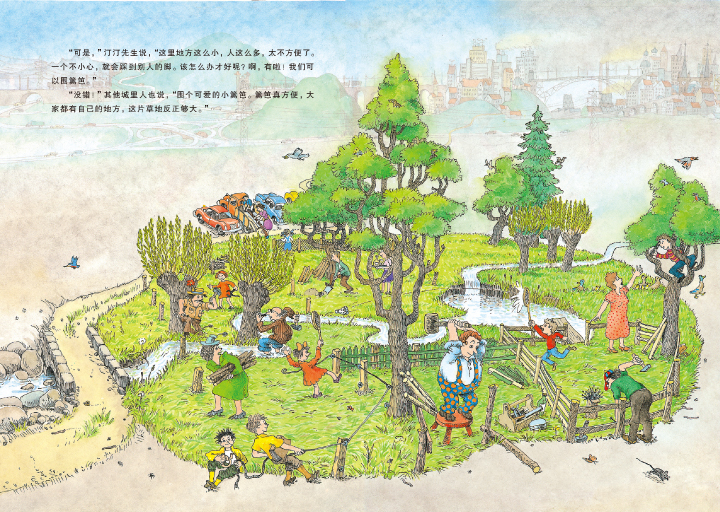 “可是，”汀汀先生说，“这里地方这么小，人这么多，太不方便了。
一个不小心，就会踩到别人的脚。该怎么办才好呢？啊，有啦！我们可
以围篱笆。”
“没错！”其他城里人也说，“围个可爱的小篱笆。篱笆真方便，大
家都有自己的地方。这片草地反正够大。”